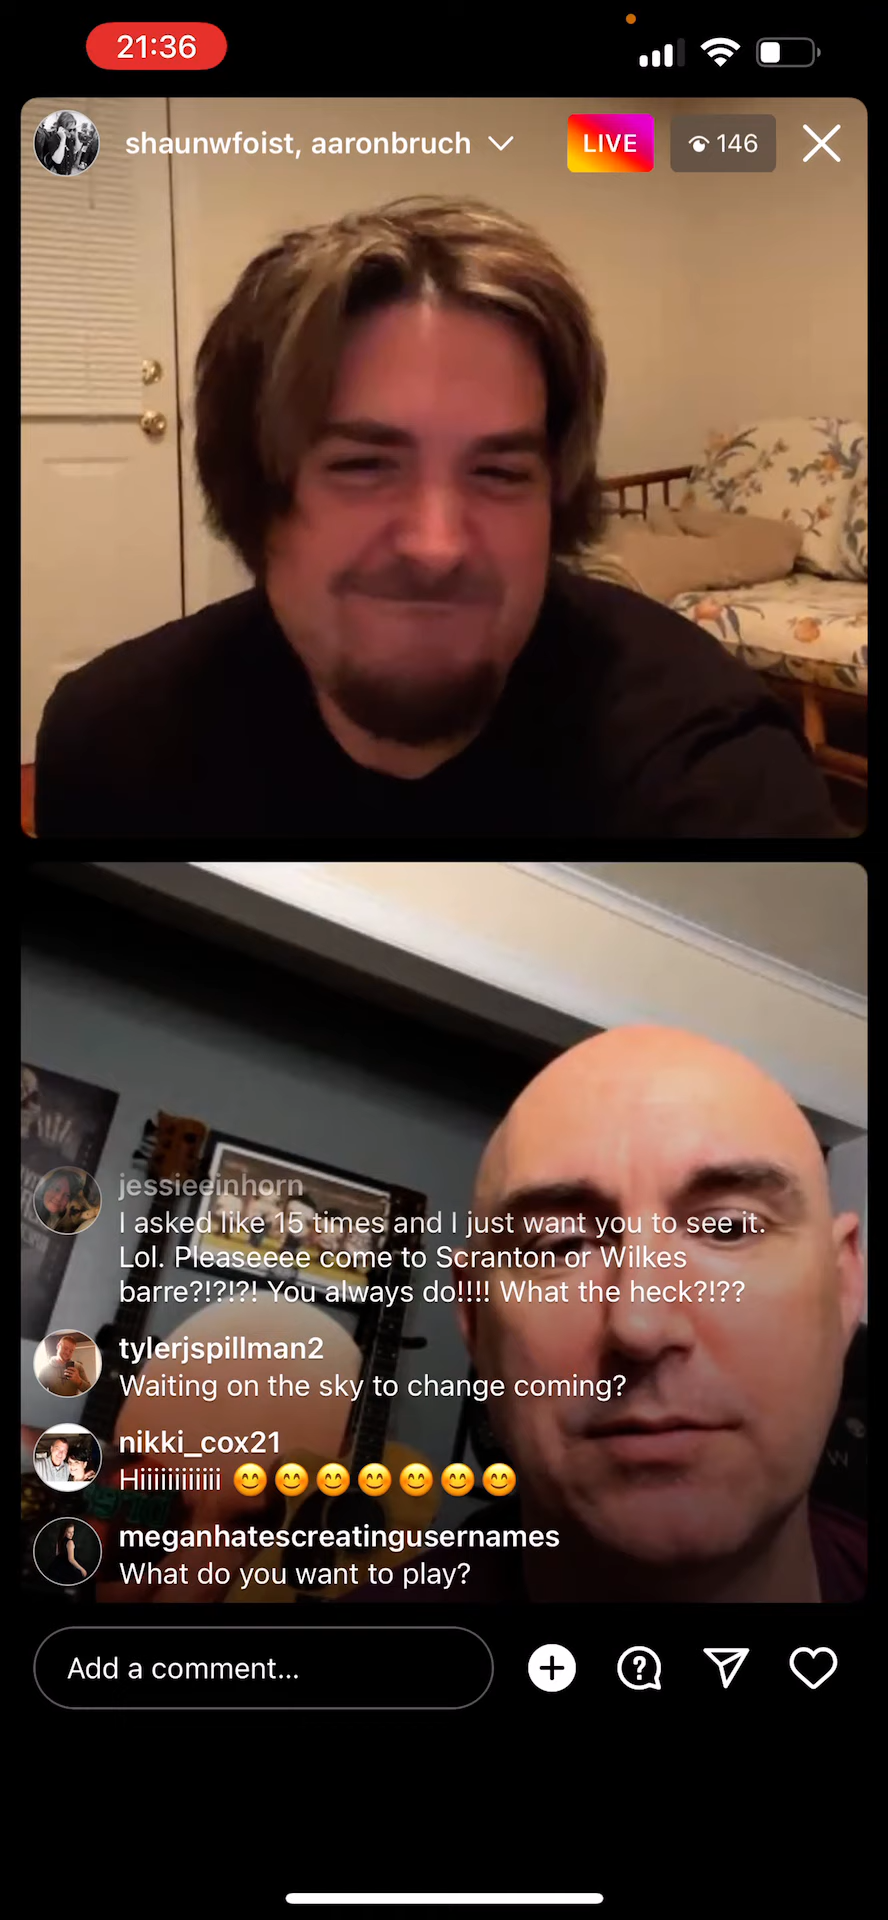 21:36
shaunwfoist, aaronbruch
LIVE
146
jessieeinhorn
I asked like 15 times and I just want you to see it.
Lol. Pleaseeee come to Scranton or Wilkes
barre?!?!?! You always do!!!! What the heck?!??
tylerjspillman2
Waiting on the sky to change coming?
nikki_cox21
Hiiiiiiiiiiii 😊😊😊😊😊😊😊
meganhatescreatingusernames
What do you want to play?
Add a comment...